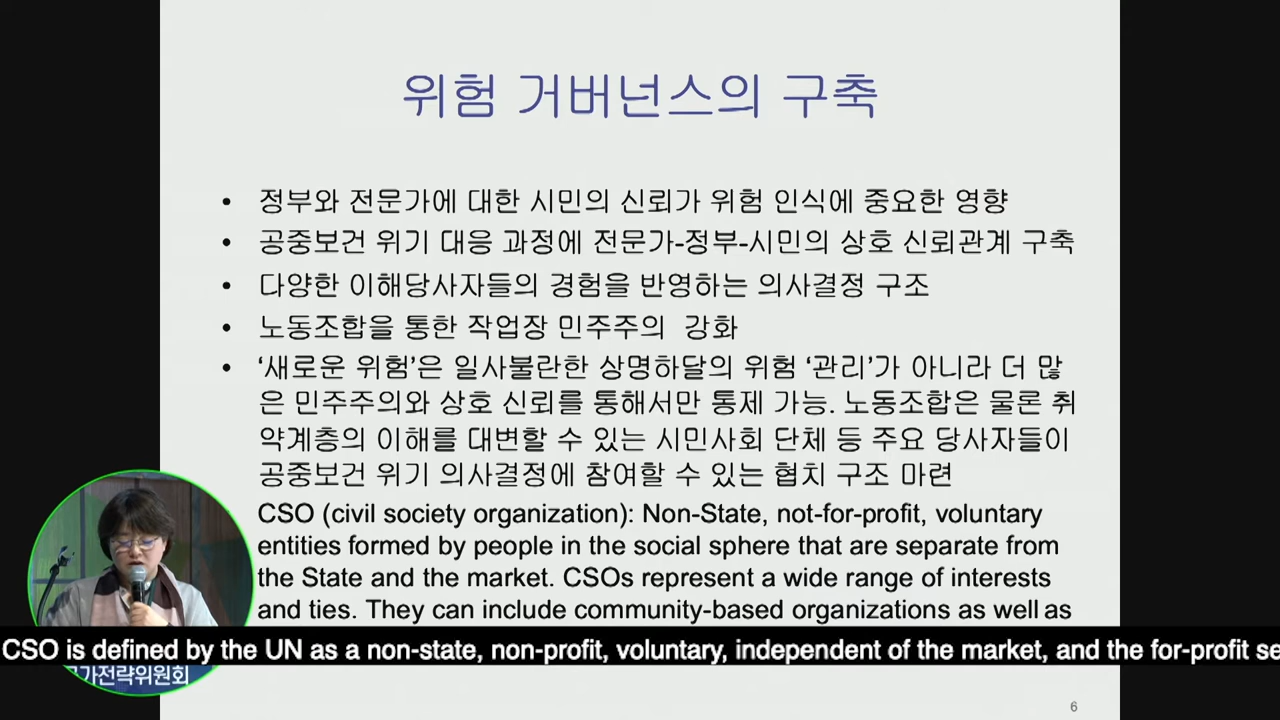 위험 거버넌스의 구축
• 정부와 전문가에 대한 시민의 신뢰가 위험 인식에 중요한 영향
• 공중보건 위기 대응 과정에 전문가-정부-시민의 상호 신뢰관계 구축
• 다양한 이해당사자들의 경험을 반영하는 의사결정 구조
• 노동조합을 통한 작업장 민주주의 강화
• ‘새로운 위험’은 일사불란한 상명하달의 위험 ‘관리’가 아니라 더 많
은 민주주의와 상호 신뢰를 통해서만 통제 가능. 노동조합은 물론 취
약계층의 이해를 대변할 수 있는 시민사회 단체 등 주요 당사자들이
공중보건 위기 의사결정에 참여할 수 있는 협치 구조 마련
CSO (civil society organization): Non-State, not-for-profit, voluntary
entities formed by people in the social sphere that are separate from
the State and the market. CSOs represent a wide range of interests
and ties. They can include community-based organizations as well as
CSO is defined by the UN as a non-state, non-profit, voluntary, independent of the market, and the for-profit se
가전략위원회
6